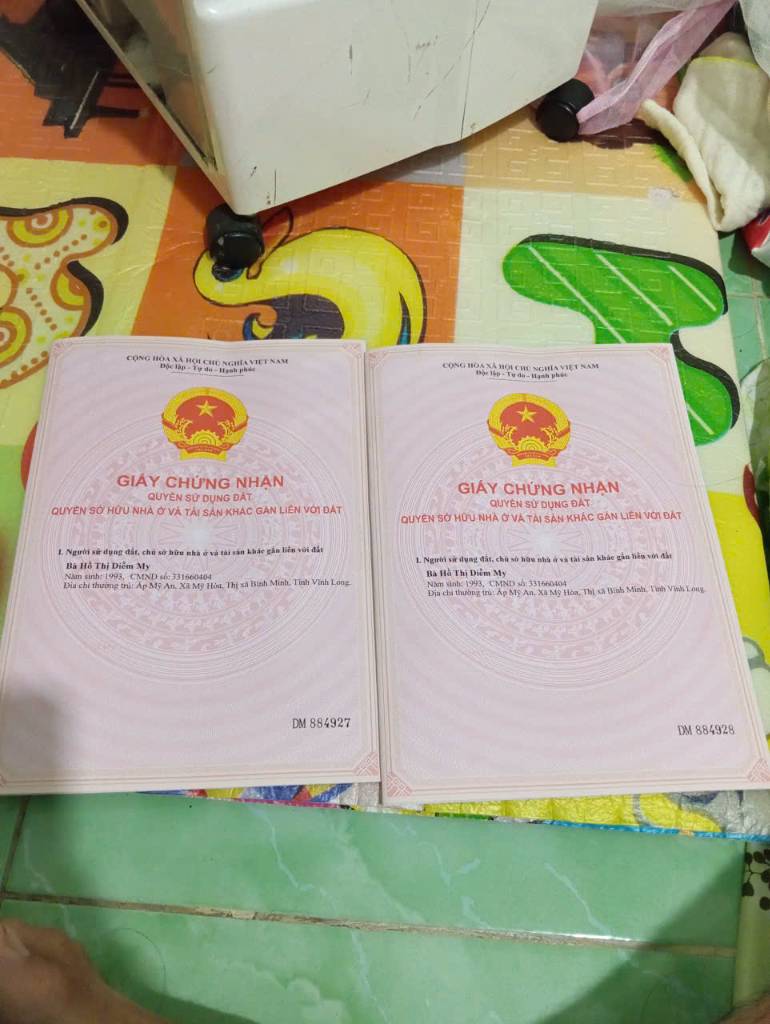 CỘNG HÒA XÃ HỘI CHỦ NGHĨA VIỆT NAM
Độc lập - Tự do - Hạnh phúc
GIẤY CHỨNG NHẬN
QUYỀN SỬ DỤNG ĐẤT
QUYỀN SỞ HỮU NHÀ Ở VÀ TÀI SẢN KHÁC GẮN LIỀN VỚI ĐẤT
I. Người sử dụng đất, chủ sở hữu nhà ở và tài sản khác gắn liền với đất
Bà Hồ Thị Diễm My
Năm sinh: 1993, CMND số: 331660404
Địa chỉ thường trú: Ấp Mỹ An, Xã Mỹ Hòa, Thị xã Bình Minh, Tỉnh Vĩnh Long.
DM 884927
CỘNG HÒA XÃ HỘI CHỦ NGHĨA VIỆT NAM
Độc lập - Tự do - Hạnh phúc
GIẤY CHỨNG NHẬN
QUYỀN SỬ DỤNG ĐẤT
QUYỀN SỞ HỮU NHÀ Ở VÀ TÀI SẢN KHÁC GẮN LIỀN VỚI ĐẤT
I. Người sử dụng đất, chủ sở hữu nhà ở và tài sản khác gắn liền với đất
Bà Hồ Thị Diễm My
Năm sinh: 1993, CMND số: 331660404
Địa chỉ thường trú: Ấp Mỹ An, Xã Mỹ Hòa, Thị xã Bình Minh, Tỉnh Vĩnh Long.
DM 884928